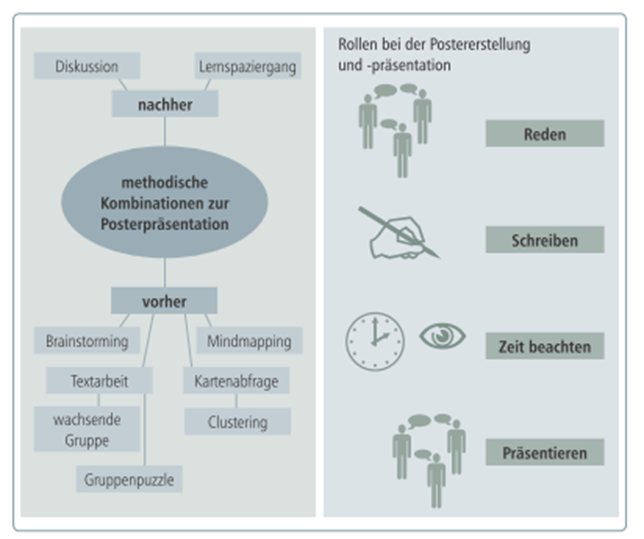 Diskussion
Lernspaziergang
nachher
methodische
Kombinationen zur
Posterpräsentation
vorher
Brainstorming
Mindmapping
Textarbeit
Kartenabfrage
wachsende
Gruppe
Clustering
Gruppenpuzzle
Rollen bei der Postererstellung
und -präsentation
Reden
Schreiben
Zeit beachten
Präsentieren